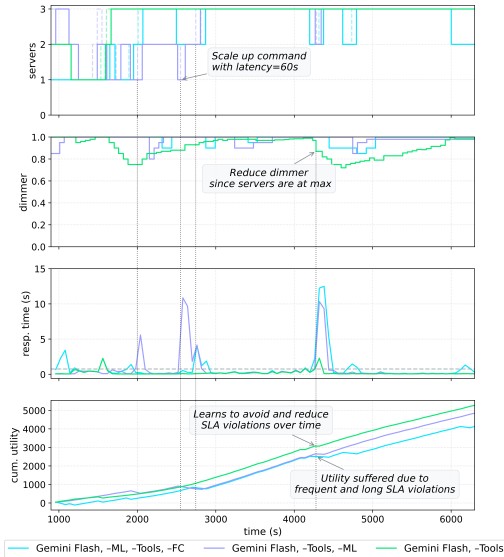 3
2
1
0
servers
Scale up command
with latency=60s
1.0
0.8
0.6
0.4
0.2
0.0
dimmer
Reduce dimmer
since servers are at max
15
10
5
0
resp. time (s)
5000
4000
3000
2000
1000
0
cum. utility
Learns to avoid and reduce
SLA violations over time
Utility suffered due to
frequent and long SLA violations
1000 2000 3000 4000 5000 6000
time (s)
Gemini Flash, –ML, –Tools, –FC Gemini Flash, –Tools, –ML Gemini Flash, –Tools